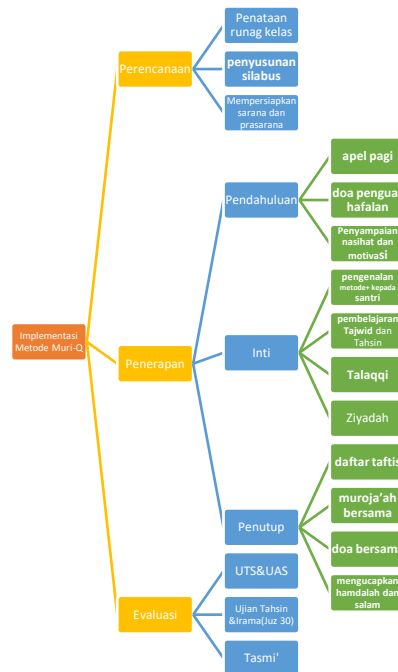 Implementasi
Metode Muri-Q
Perencanaan
Penataan
runag kelas
penyusunan
silabus
Mempersiapkan
sarana dan
prasarana
Penerapan
Pendahuluan
apel pagi
doa penguat
hafalan
Penyampaian
nasihat dan
motivasi
Inti
pengenalan
metode+ kepada
santri
pembelajaran
Tajwid dan
Tahsin
Talaqqi
Ziyadah
Penutup
daftar taftis
muroja'ah
bersama
doa bersama
mengucapkan
hamdalah dan
salam
Evaluasi
UTS&UAS
Ujian Tahsin
&Irama(Juz 30)
Tasmi'